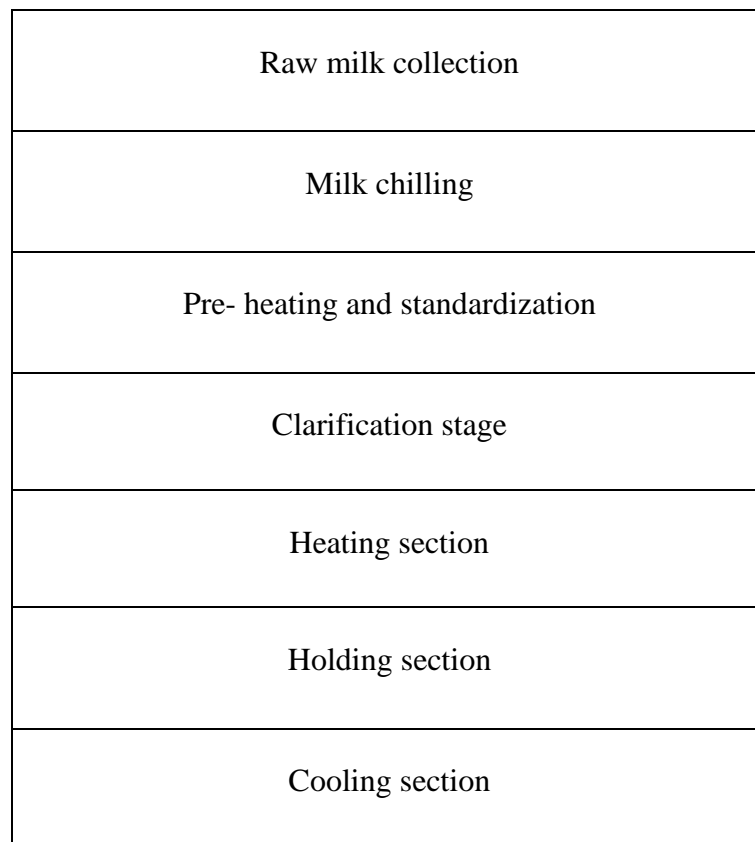 Raw milk collection
Milk chilling
Pre- heating and standardization
Clarification stage
Heating section
Holding section
Cooling section